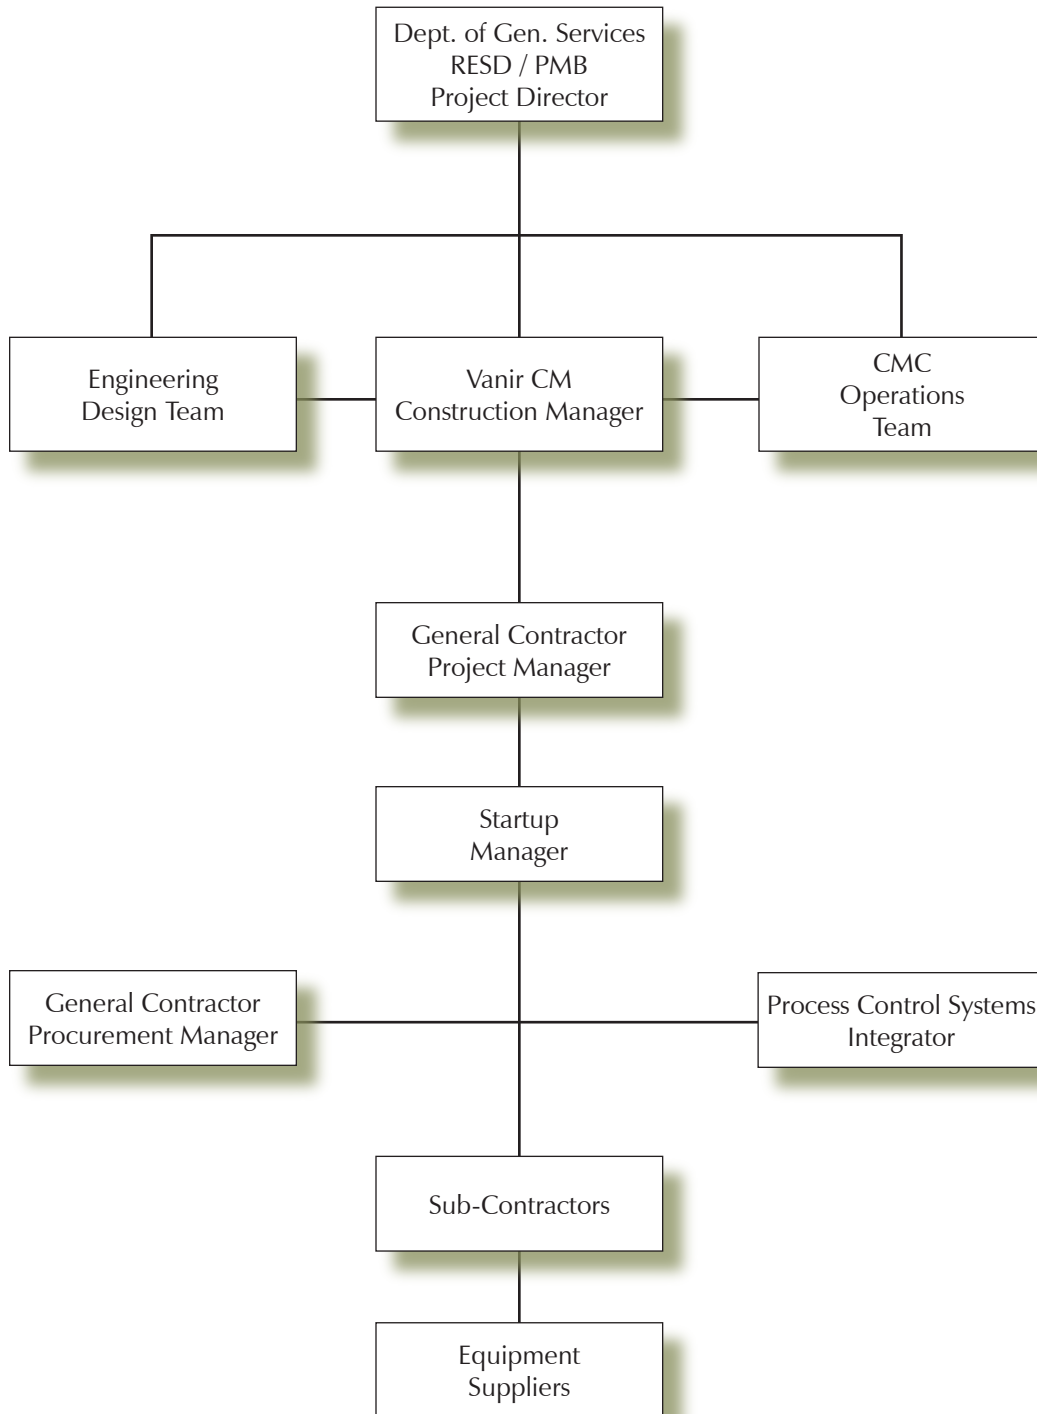 Dept. of Gen. Services
RESD / PMB
Project Director
Engineering
Design Team
Vanir CM
Construction Manager
CMC
Operations
Team
General Contractor
Project Manager
Startup
Manager
General Contractor
Procurement Manager
Process Control Systems
Integrator
Sub-Contractors
Equipment
Suppliers